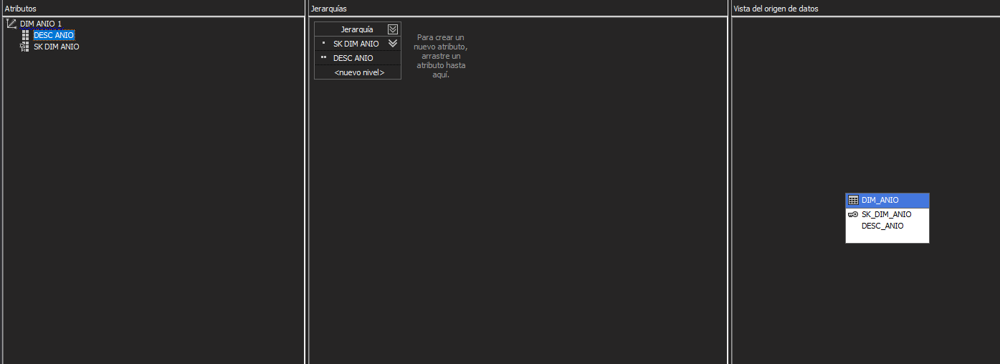 Atributos
DIM ANIO 1
DESC ANIO
SK DIM ANIO
Jerarquías
Jerarquía
SK DIM ANIO
DESC ANIO
<nuevo nivel>
Para crear un
nuevo atributo,
arrastre un
atributo hasta
aquí.
Vista del origen de datos
DIM_ANIO
SK_DIM_ANIO
DESC_ANIO